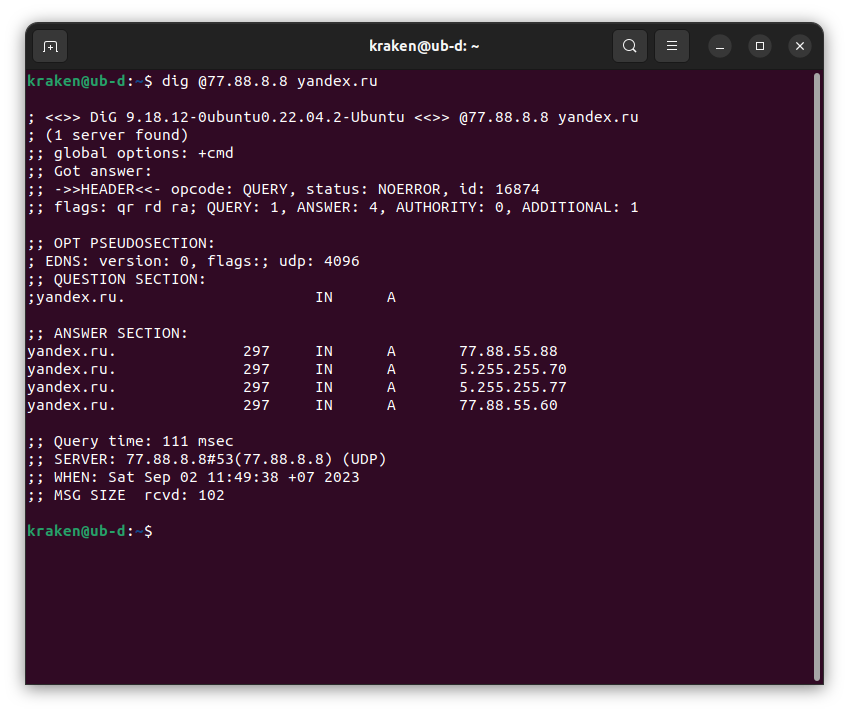 kraken@ub-d: ~
kraken@ub-d:~$ dig @77.88.8.8 yandex.ru
; <<>> DiG 9.18.12-0ubuntu0.22.04.2-Ubuntu <<>> @77.88.8.8 yandex.ru
; (1 server found)
;; global options: +cmd
;; Got answer:
;; ->>HEADER<<- opcode: QUERY, status: NOERROR, id: 16874
;; flags: qr rd ra; QUERY: 1, ANSWER: 4, AUTHORITY: 0, ADDITIONAL: 1
;; OPT PSEUDOSECTION:
; EDNS: version: 0, flags:; udp: 4096
;; QUESTION SECTION:
;yandex.ru. IN A
;; ANSWER SECTION:
yandex.ru. 297 IN A 77.88.55.88
yandex.ru. 297 IN A 5.255.255.70
yandex.ru. 297 IN A 5.255.255.77
yandex.ru. 297 IN A 77.88.55.60
;; Query time: 111 msec
;; SERVER: 77.88.8.8#53(77.88.8.8) (UDP)
;; WHEN: Sat Sep 02 11:49:38 +07 2023
;; MSG SIZE  rcvd: 102
kraken@ub-d:~$